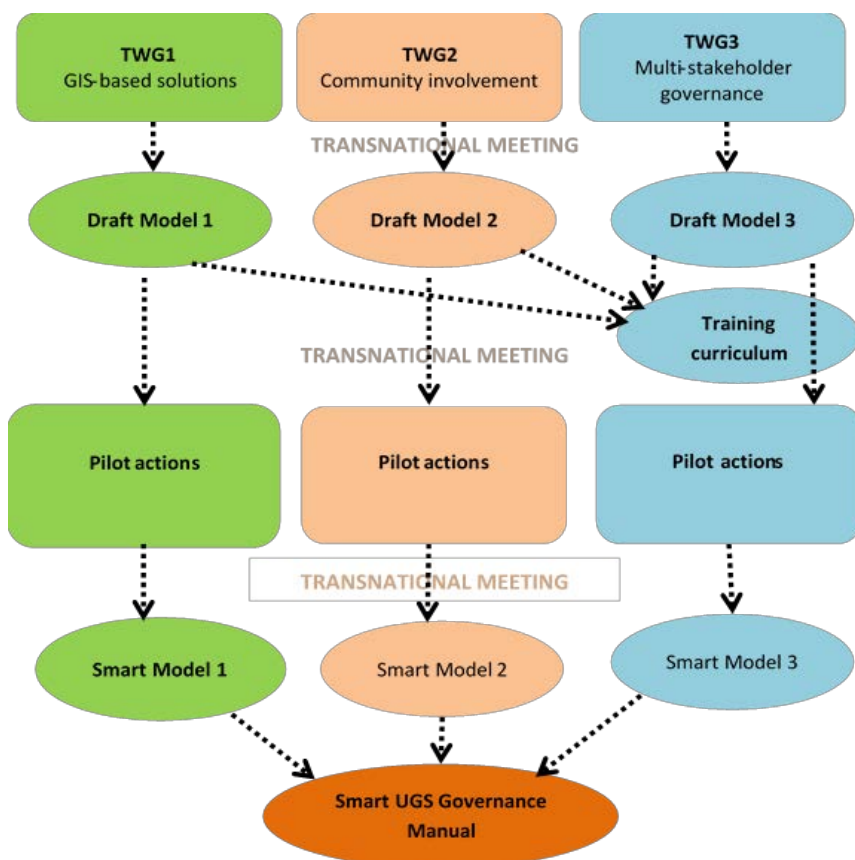 TWG1
GIS-based solutions
TWG2
Community involvement
TWG3
Multi-stakeholder
governance
TRANSNATIONAL MEETING
Draft Model 1
Draft Model 2
Draft Model 3
Training
curriculum
TRANSNATIONAL MEETING
Pilot actions
Pilot actions
Pilot actions
TRANSNATIONAL MEETING
Smart Model 1
Smart Model 2
Smart Model 3
Smart UGS Governance
Manual